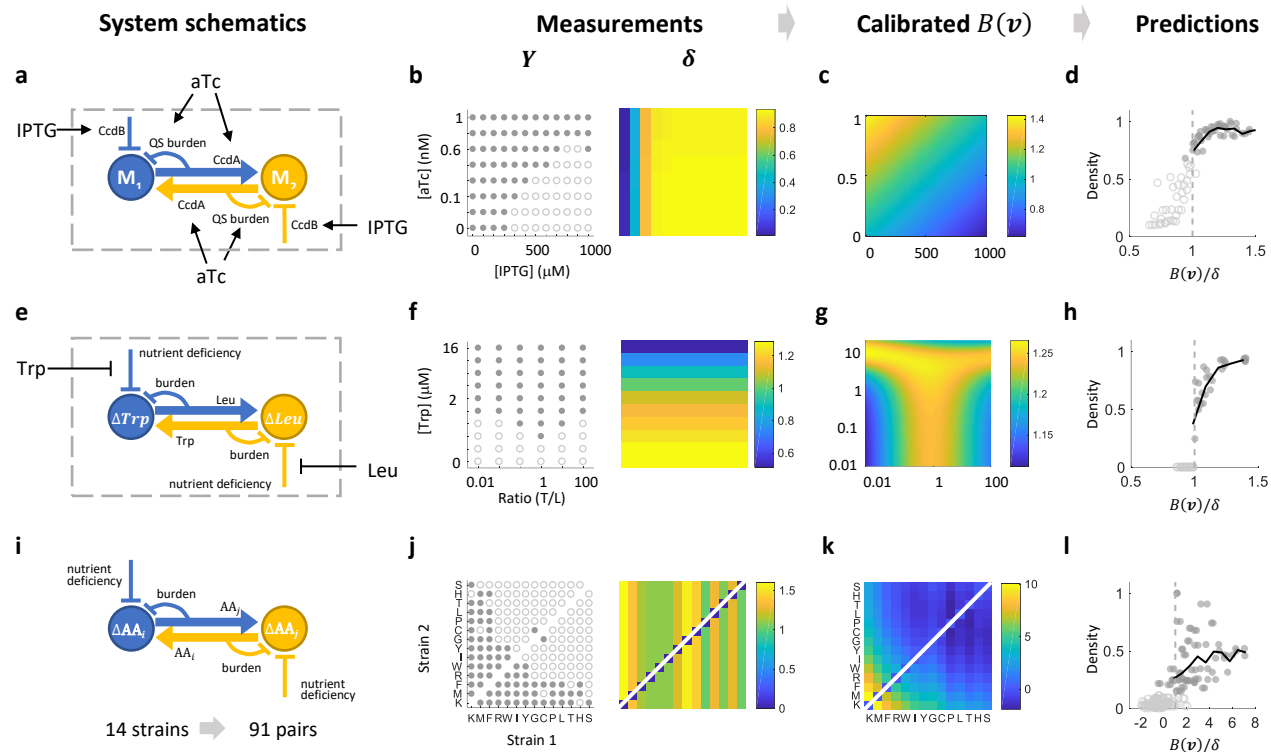 System schematics
Measurements
Calibrated B(v)
Predictions
Y
δ
a
aTc
IPTG
CcdB
QS burden
CcdA
M₁
M₂
CcdA
QS burden
CcdB
IPTG
aTc
b
[aTc] (nM)
1
0.6
0.1
0
0
500
1000
[IPTG] (μM)
0.8
0.6
0.4
0.2
c
1
0.5
0
0
500
1000
1.4
1.2
1
0.8
d
Density
1
0.5
0
0.5
1
1.5
B(v)/δ
e
Trp
nutrient deficiency
burden
Leu
ΔTrp
ΔLeu
Trp
burden
nutrient deficiency
Leu
f
[Trp] (μM)
16
2
0
0.01
1
100
Ratio (T/L)
1.2
1
0.8
0.6
g
10
1
0.1
0.01
0.01
1
100
1.25
1.2
1.15
h
Density
1
0.5
0
0.5
1
1.5
B(v)/δ
i
nutrient
deficiency
burden
AAⱼ
ΔAAᵢ
ΔAAⱼ
AAᵢ
burden
nutrient
deficiency
14 strains
91 pairs
j
Strain 2
S
H
T
L
P
C
G
Y
I
W
R
F
M
K
K M F R W I Y G C P L T H S
Strain 1
1.5
1
0.5
0
k
S
H
T
L
P
C
G
Y
I
W
R
F
M
K
K M F R W I Y G C P L T H S
10
8
6
4
2
0
l
Density
1
0.5
0
-2
0
2
4
6
8
B(v)/δ